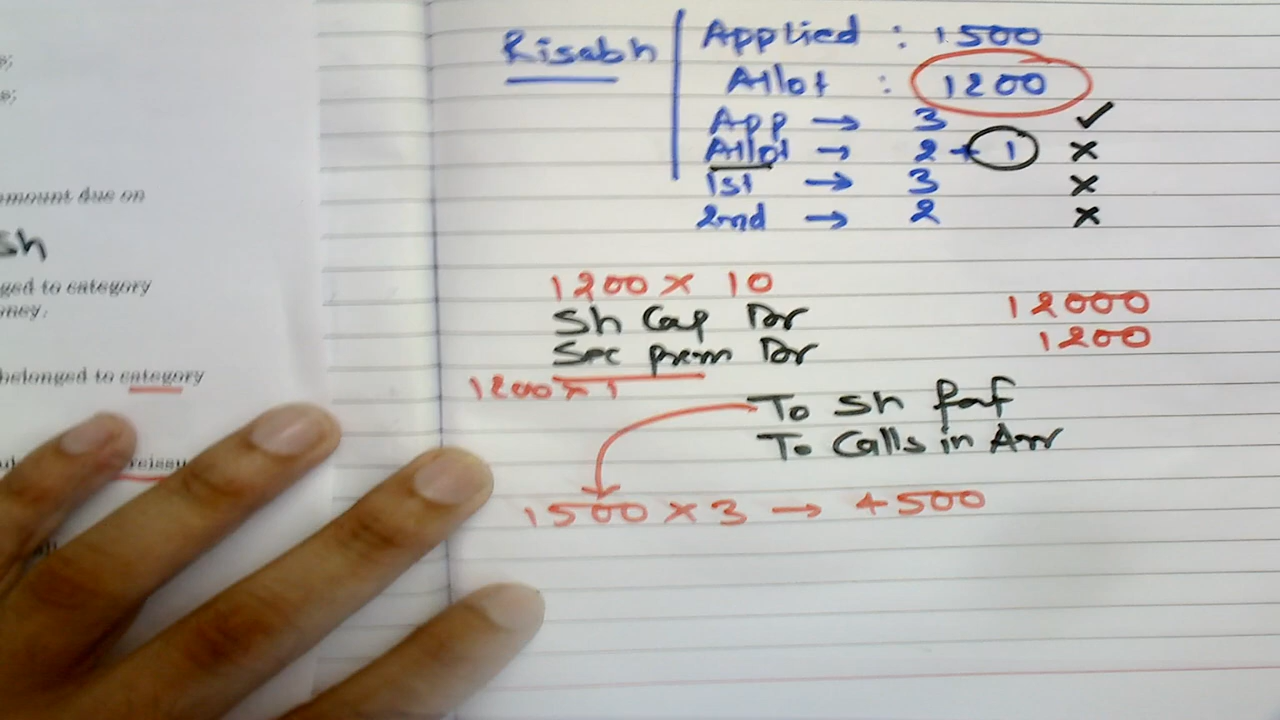 s;
s;
amount due on
sh
ged to category
oney.
belonged to category
Risabh
Applied : 1500
Allot : 1200
App → 3 ✓
Allot → 2 + 1 ×
1st → 3 ×
2nd → 2 ×
1200 × 10
Sh Cap Dr 12000
Sec prem Dr 1200
1200 × 1
To Sh forf
To Calls in Arr
1500 × 3 → 4500